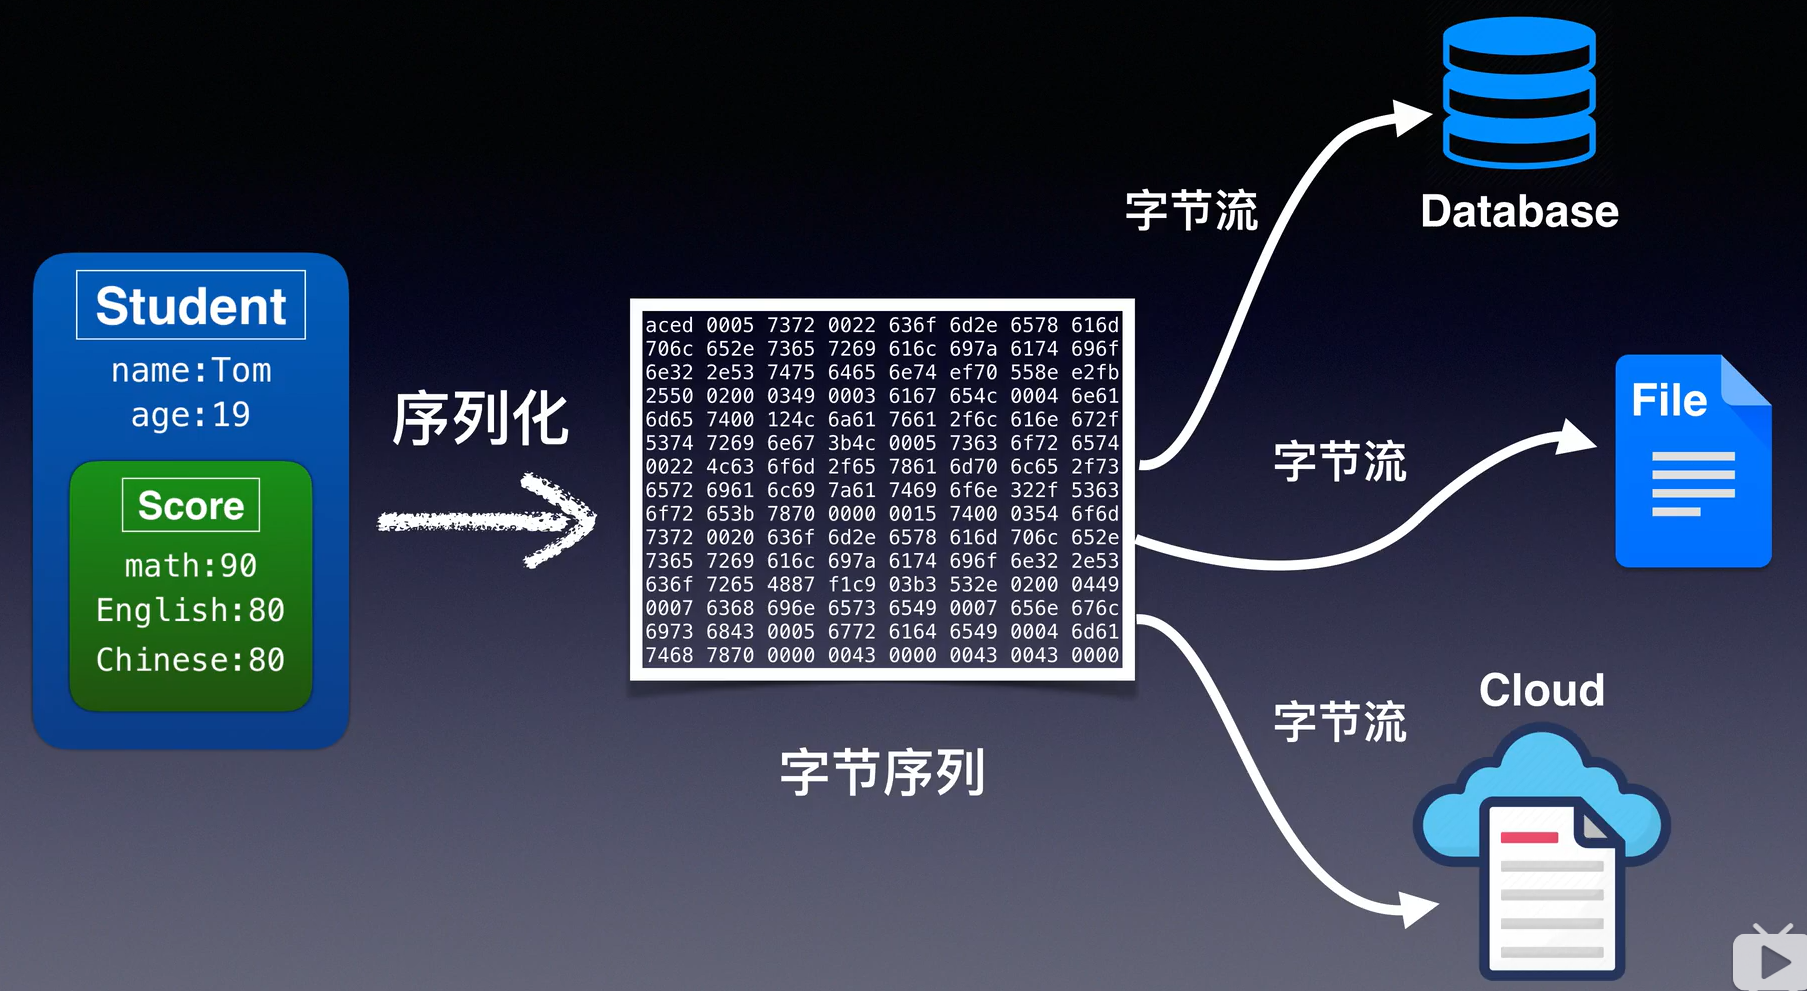 Student
name:Tom
age:19
Score
math:90
English:80
Chinese:80
序列化
aced 0005 7372 0022 636f 6d2e 6578 616d
706c 652e 7365 7269 616c 697a 6174 696f
6e32 2e53 7475 6465 6e74 ef70 558e e2fb
2550 0200 0349 0003 6167 654c 0004 6e61
6d65 7400 124c 6a61 7661 2f6c 616e 672f
5374 7269 6e67 3b4c 0005 7363 6f72 6574
0022 4c63 6f6d 2f65 7861 6d70 6c65 2f73
6572 6961 6c69 7a61 7469 6f6e 322f 5363
6f72 653b 7870 0000 0015 7400 0354 6f6d
7372 0020 636f 6d2e 6578 616d 706c 652e
7365 7269 616c 697a 6174 696f 6e32 2e53
636f 7265 4887 f1c9 03b3 532e 0200 0449
0007 6368 696e 6573 6549 0007 656e 676c
6973 6843 0005 6772 6164 6549 0004 6d61
7468 7870 0000 0043 0000 0043 0043 0000
字节序列
字节流
Database
字节流
File
字节流
Cloud